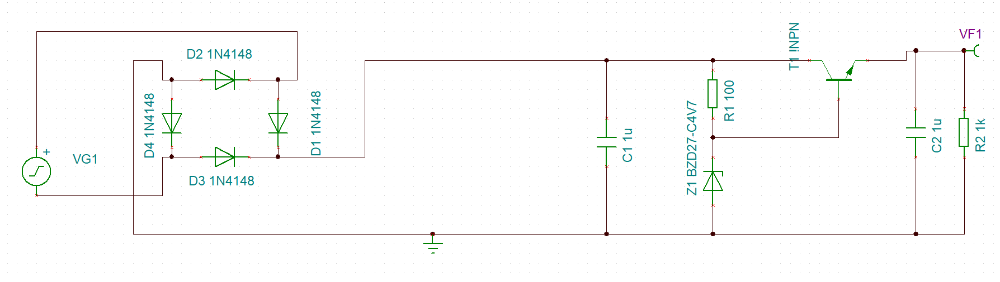 VF1
T1 !NPN
D2 1N4148
D4 1N4148
D1 1N4148
R1 100
Z1 BZD27-C4V7
C1 1u
C2 1u
R2 1k
+
VG1
D3 1N4148